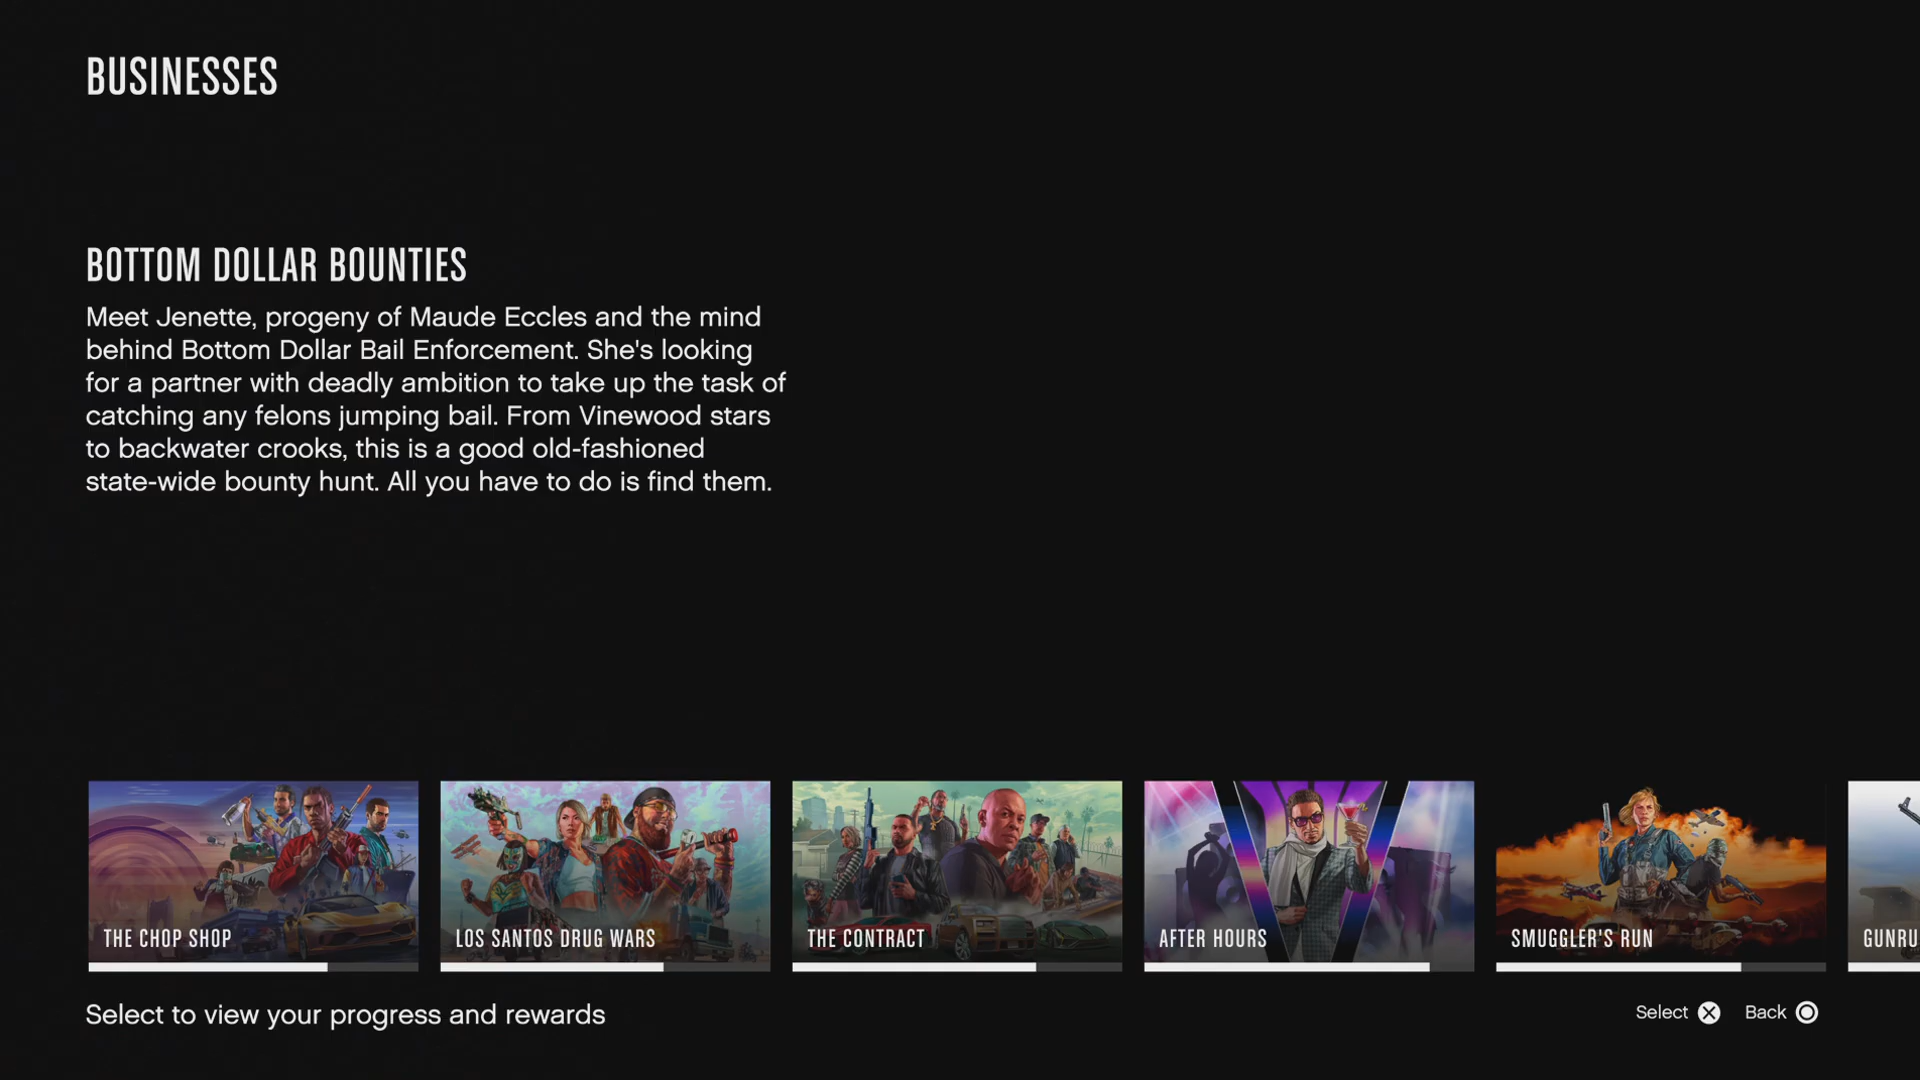 BUSINESSES
BOTTOM DOLLAR BOUNTIES
Meet Jenette, progeny of Maude Eccles and the mind
behind Bottom Dollar Bail Enforcement. She's looking
for a partner with deadly ambition to take up the task of
catching any felons jumping bail. From Vinewood stars
to backwater crooks, this is a good old-fashioned
state-wide bounty hunt. All you have to do is find them.
THE CHOP SHOP
LOS SANTOS DRUG WARS
THE CONTRACT
AFTER HOURS
SMUGGLER'S RUN
GUNRU
Select to view your progress and rewards
Select
Back